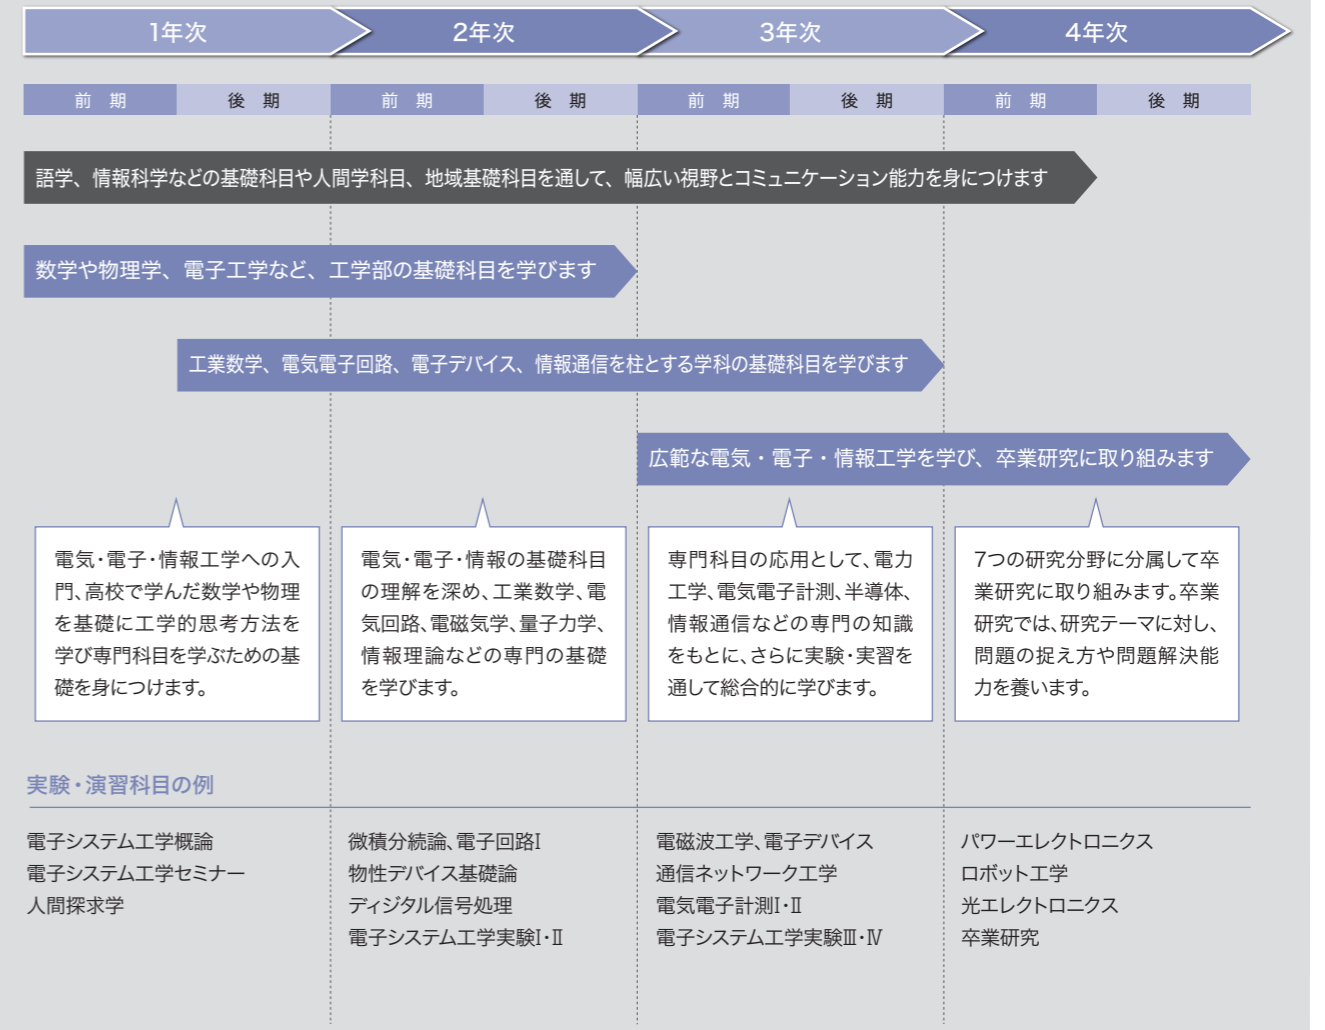 1年次
2年次
3年次
4年次
前 期
後 期
前 期
後 期
前 期
後 期
前 期
後 期
語学、情報科学などの基礎科目や人間学科目、地域基礎科目を通して、幅広い視野とコミュニケーション能力を身につけます
数学や物理学、電子工学など、工学部の基礎科目を学びます
工業数学、電気電子回路、電子デバイス、情報通信を柱とする学科の基礎科目を学びます
広範な電気・電子・情報工学を学び、卒業研究に取り組みます
電気・電子・情報工学への入
門、高校で学んだ数学や物理
を基礎に工学的思考方法を
学び専門科目を学ぶための基
礎を身につけます。
電気・電子・情報の基礎科目
の理解を深め、工業数学、電
気回路、電磁気学、量子力学、
情報理論などの専門の基礎
を学びます。
専門科目の応用として、電力
工学、電気電子計測、半導体、
情報通信などの専門の知識
をもとに、さらに実験・実習を
通して総合的に学びます。
7つの研究分野に分属して卒
業研究に取り組みます。卒業
研究では、研究テーマに対し、
問題の捉え方や問題解決能
力を養います。
実験・演習科目の例
電子システム工学概論
電子システム工学セミナー
人間探求学
微積分続論、電子回路Ⅰ
物性デバイス基礎論
ディジタル信号処理
電子システム工学実験Ⅰ・Ⅱ
電磁波工学、電子デバイス
通信ネットワーク工学
電気電子計測Ⅰ・Ⅱ
電子システム工学実験Ⅲ・Ⅳ
パワーエレクトロニクス
ロボット工学
光エレクトロニクス
卒業研究